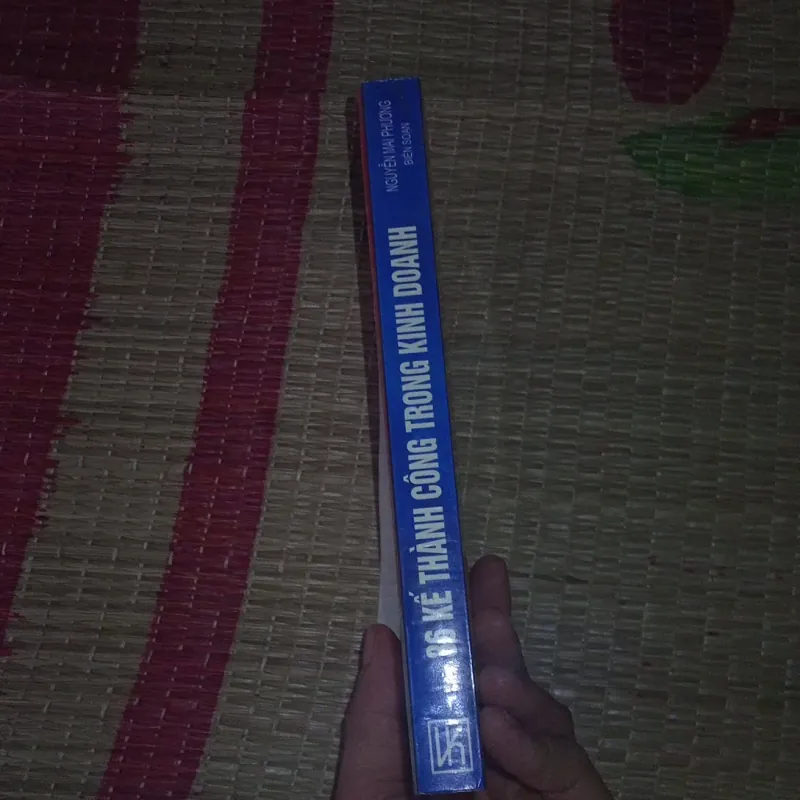 NGUYỄN MAI PHƯƠNG
BIÊN SOẠN
36 KẾ THÀNH CÔNG TRONG KINH DOANH